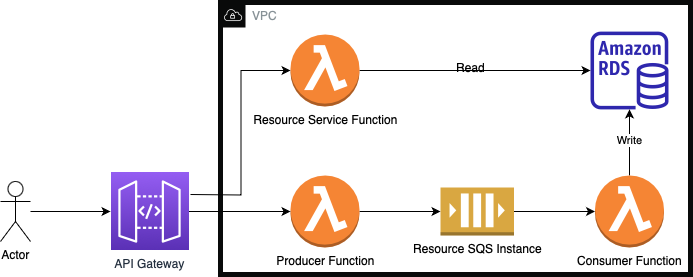 VPC
Amazon
RDS
Read
Resource Service Function
Write
Actor
API Gateway
Producer Function
Resource SQS Instance
Consumer Function